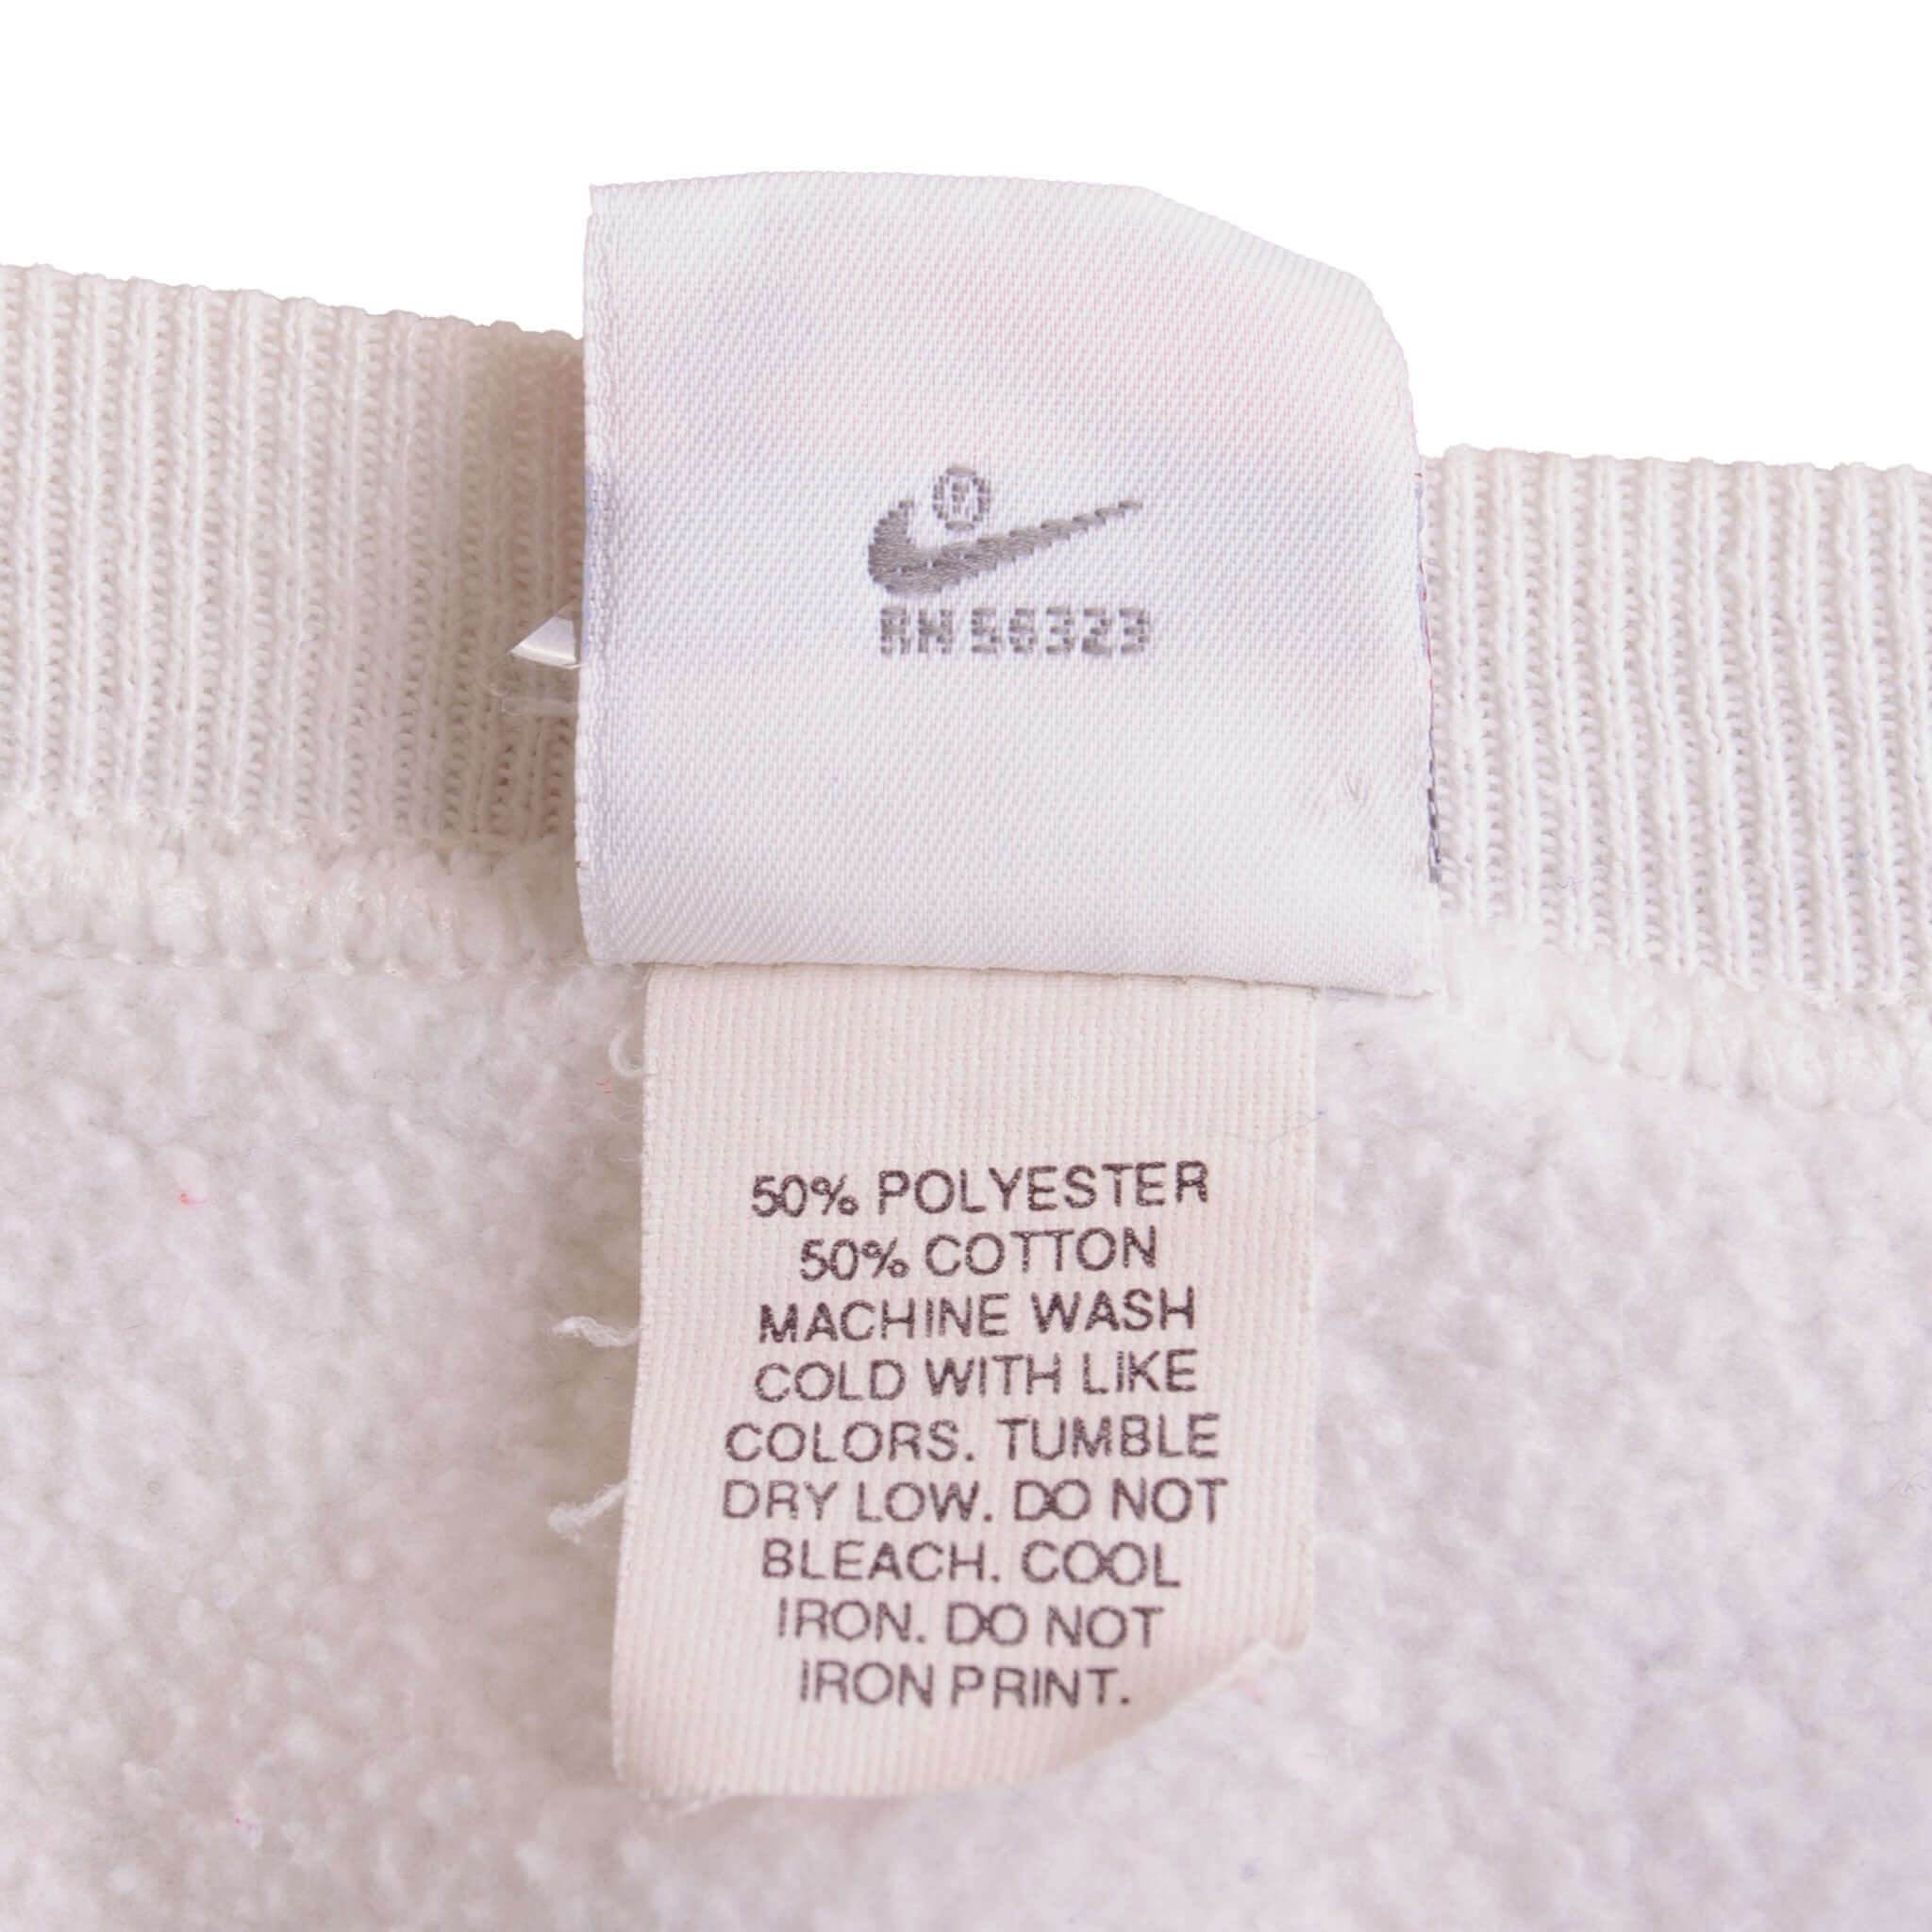 ®
RN 56323
50% POLYESTER
50% COTTON
MACHINE WASH
COLD WITH LIKE
COLORS. TUMBLE
DRY LOW. DO NOT
BLEACH. COOL
IRON. DO NOT
IRON PRINT.